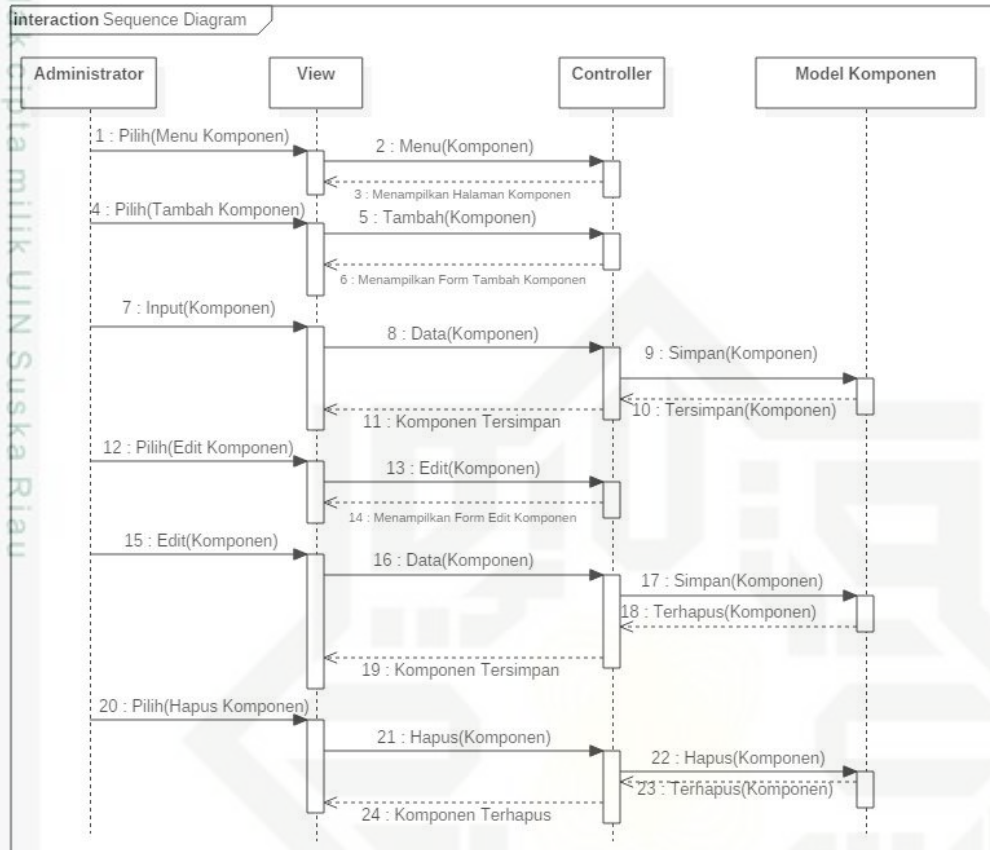 interaction Sequence Diagram
Administrator
View
Controller
Model Komponen
1 : Pilih(Menu Komponen)
2 : Menu(Komponen)
3 : Menampilkan Halaman Komponen
4 : Pilih(Tambah Komponen)
5 : Tambah(Komponen)
6 : Menampilkan Form Tambah Komponen
7 : Input(Komponen)
8 : Data(Komponen)
9 : Simpan(Komponen)
10 : Tersimpan(Komponen)
11 : Komponen Tersimpan
12 : Pilih(Edit Komponen)
13 : Edit(Komponen)
14 : Menampilkan Form Edit Komponen
15 : Edit(Komponen)
16 : Data(Komponen)
17 : Simpan(Komponen)
18 : Terhapus(Komponen)
19 : Komponen Tersimpan
20 : Pilih(Hapus Komponen)
21 : Hapus(Komponen)
22 : Hapus(Komponen)
23 : Terhapus(Komponen)
24 : Komponen Terhapus
cipta milik UIN Suska Riau